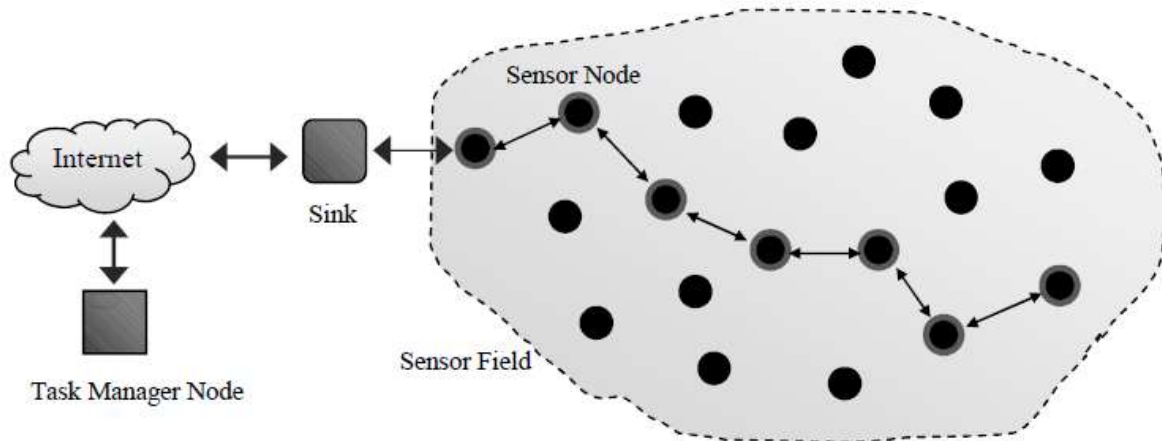 Sensor Node
Internet
Sink
Sensor Field
Task Manager Node